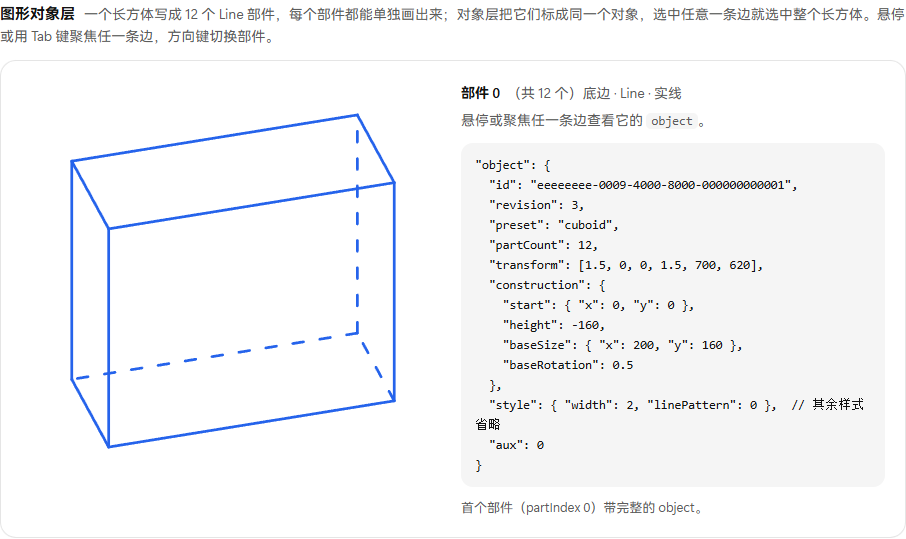 图形对象层 一个长方体写成 12 个 Line 部件，每个部件都能单独画出来；对象层把它们标成同一个对象，选中任意一条边就选中整个长方体。悬停
或用 Tab 键聚焦任一条边，方向键切换部件。
部件 0 （共 12 个）底边 · Line · 实线
悬停或聚焦任一条边查看它的 object 。
"object": {
  "id": "eeeeeeee-0009-4000-8000-000000000001",
  "revision": 3,
  "preset": "cuboid",
  "partCount": 12,
  "transform": [1.5, 0, 0, 1.5, 700, 620],
  "construction": {
    "start": { "x": 0, "y": 0 },
    "height": -160,
    "baseSize": { "x": 200, "y": 160 },
    "baseRotation": 0.5
  },
  "style": { "width": 2, "linePattern": 0 },  // 其余样式
省略
  "aux": 0
}
首个部件（partIndex 0）带完整的 object。